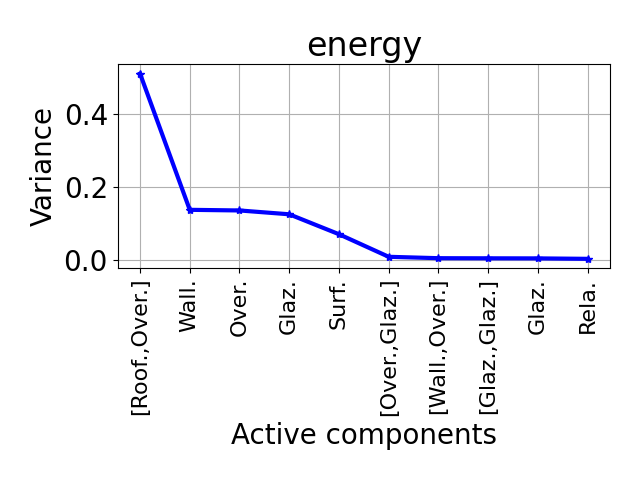 energy
Variance
0.4
0.2
0.0
[Roof.,Over.]
Wall.
Over.
Glaz.
Surf.
[Over.,Glaz.]
[Wall.,Over.]
[Glaz.,Glaz.]
Glaz.
Rela.
Active components